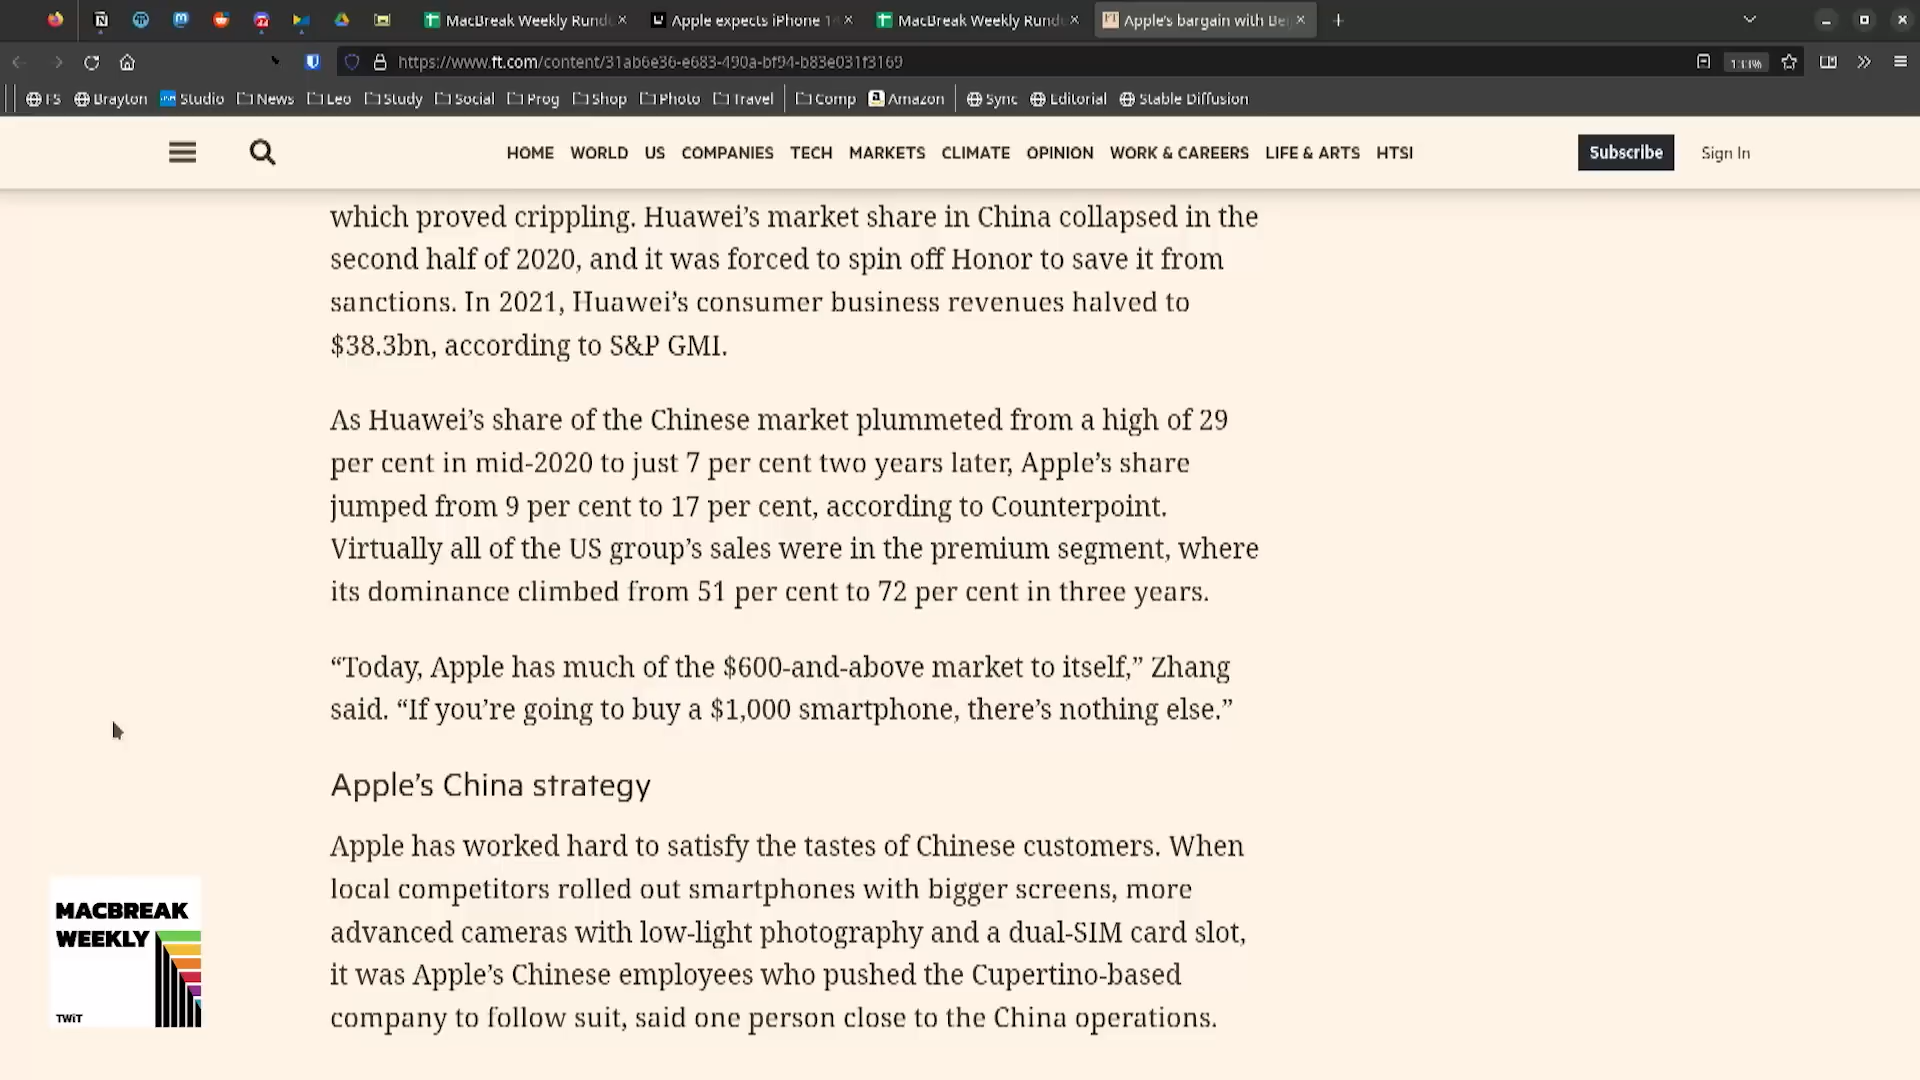 MacBreak Weekly Rund
Apple expects iPhone 14
MacBreak Weekly Rund
Apple's bargain with Bei
https://www.ft.com/content/31ab6e36-e683-490a-bf94-b83e031f3169
133%
FS Brayton Studio News Leo Study Social Prog Shop Photo Travel Comp Amazon Sync Editorial Stable Diffusion
HOME WORLD US COMPANIES TECH MARKETS CLIMATE OPINION WORK & CAREERS LIFE & ARTS HTSI Subscribe Sign In
which proved crippling. Huawei’s market share in China collapsed in the
second half of 2020, and it was forced to spin off Honor to save it from
sanctions. In 2021, Huawei’s consumer business revenues halved to
$38.3bn, according to S&P GMI.
As Huawei’s share of the Chinese market plummeted from a high of 29
per cent in mid-2020 to just 7 per cent two years later, Apple’s share
jumped from 9 per cent to 17 per cent, according to Counterpoint.
Virtually all of the US group’s sales were in the premium segment, where
its dominance climbed from 51 per cent to 72 per cent in three years.
“Today, Apple has much of the $600-and-above market to itself,” Zhang
said. “If you’re going to buy a $1,000 smartphone, there’s nothing else.”
Apple’s China strategy
Apple has worked hard to satisfy the tastes of Chinese customers. When
local competitors rolled out smartphones with bigger screens, more
advanced cameras with low-light photography and a dual-SIM card slot,
it was Apple’s Chinese employees who pushed the Cupertino-based
company to follow suit, said one person close to the China operations.
MACBREAK
WEEKLY
TWiT